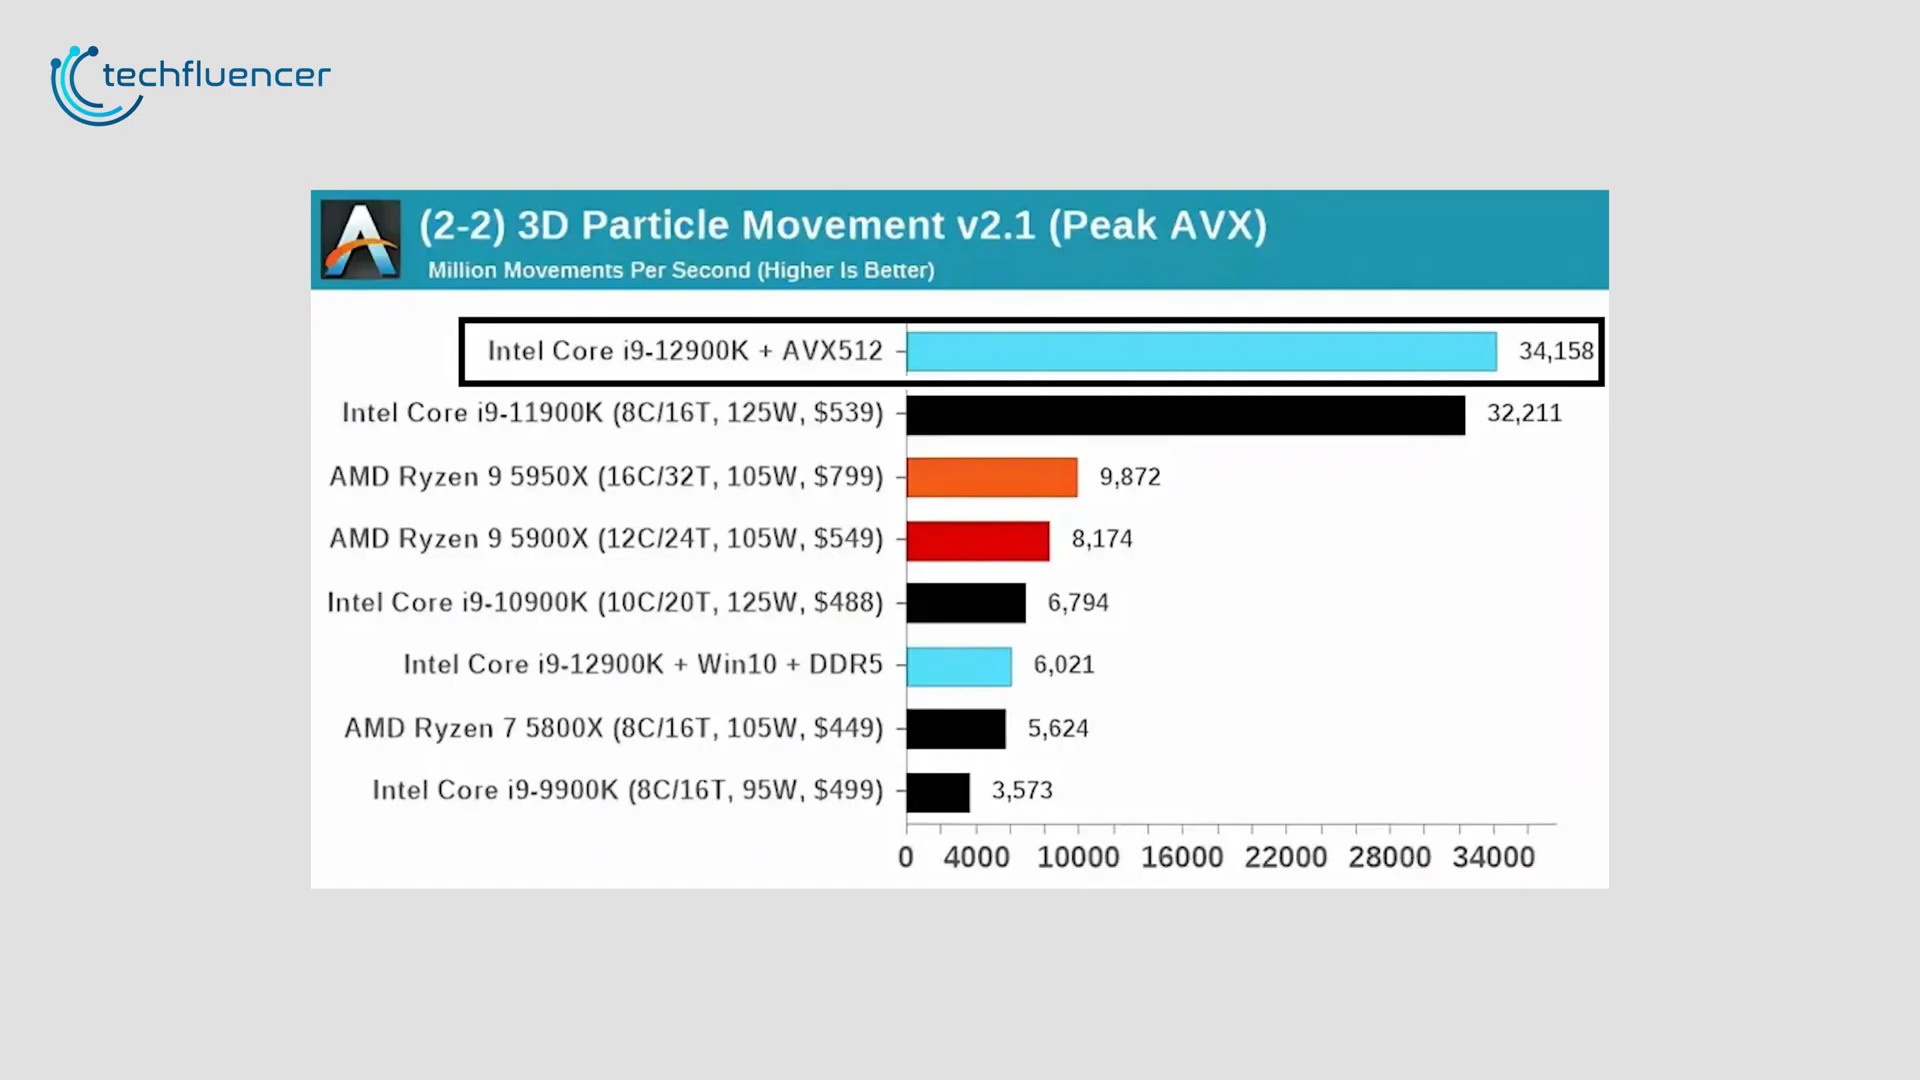 techfluencer
(2-2) 3D Particle Movement v2.1 (Peak AVX)
Million Movements Per Second (Higher Is Better)
Intel Core i9-12900K + AVX512 34,158
Intel Core i9-11900K (8C/16T, 125W, $539) 32,211
AMD Ryzen 9 5950X (16C/32T, 105W, $799) 9,872
AMD Ryzen 9 5900X (12C/24T, 105W, $549) 8,174
Intel Core i9-10900K (10C/20T, 125W, $488) 6,794
Intel Core i9-12900K + Win10 + DDR5 6,021
AMD Ryzen 7 5800X (8C/16T, 105W, $449) 5,624
Intel Core i9-9900K (8C/16T, 95W, $499) 3,573
0 4000 10000 16000 22000 28000 34000